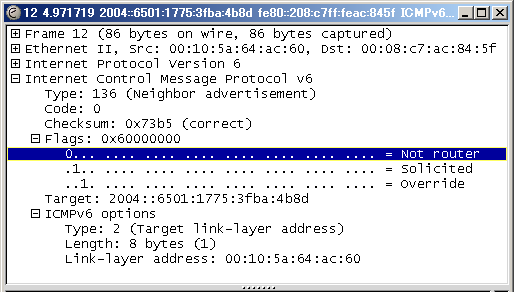 12 4.971719 2004::6501:1775:3fba:4b8d fe80::208:c7ff:feac:845f ICMPv6...
Frame 12 (86 bytes on wire, 86 bytes captured)
Ethernet II, Src: 00:10:5a:64:ac:60, Dst: 00:08:c7:ac:84:5f
Internet Protocol Version 6
Internet Control Message Protocol v6
Type: 136 (Neighbor advertisement)
Code: 0
Checksum: 0x73b5 (correct)
Flags: 0x60000000
0... .... .... .... .... .... .... .... = Not router
.1.. .... .... .... .... .... .... .... = Solicited
..1. .... .... .... .... .... .... .... = Override
Target: 2004::6501:1775:3fba:4b8d
ICMPv6 options
Type: 2 (Target link-layer address)
Length: 8 bytes (1)
Link-layer address: 00:10:5a:64:ac:60